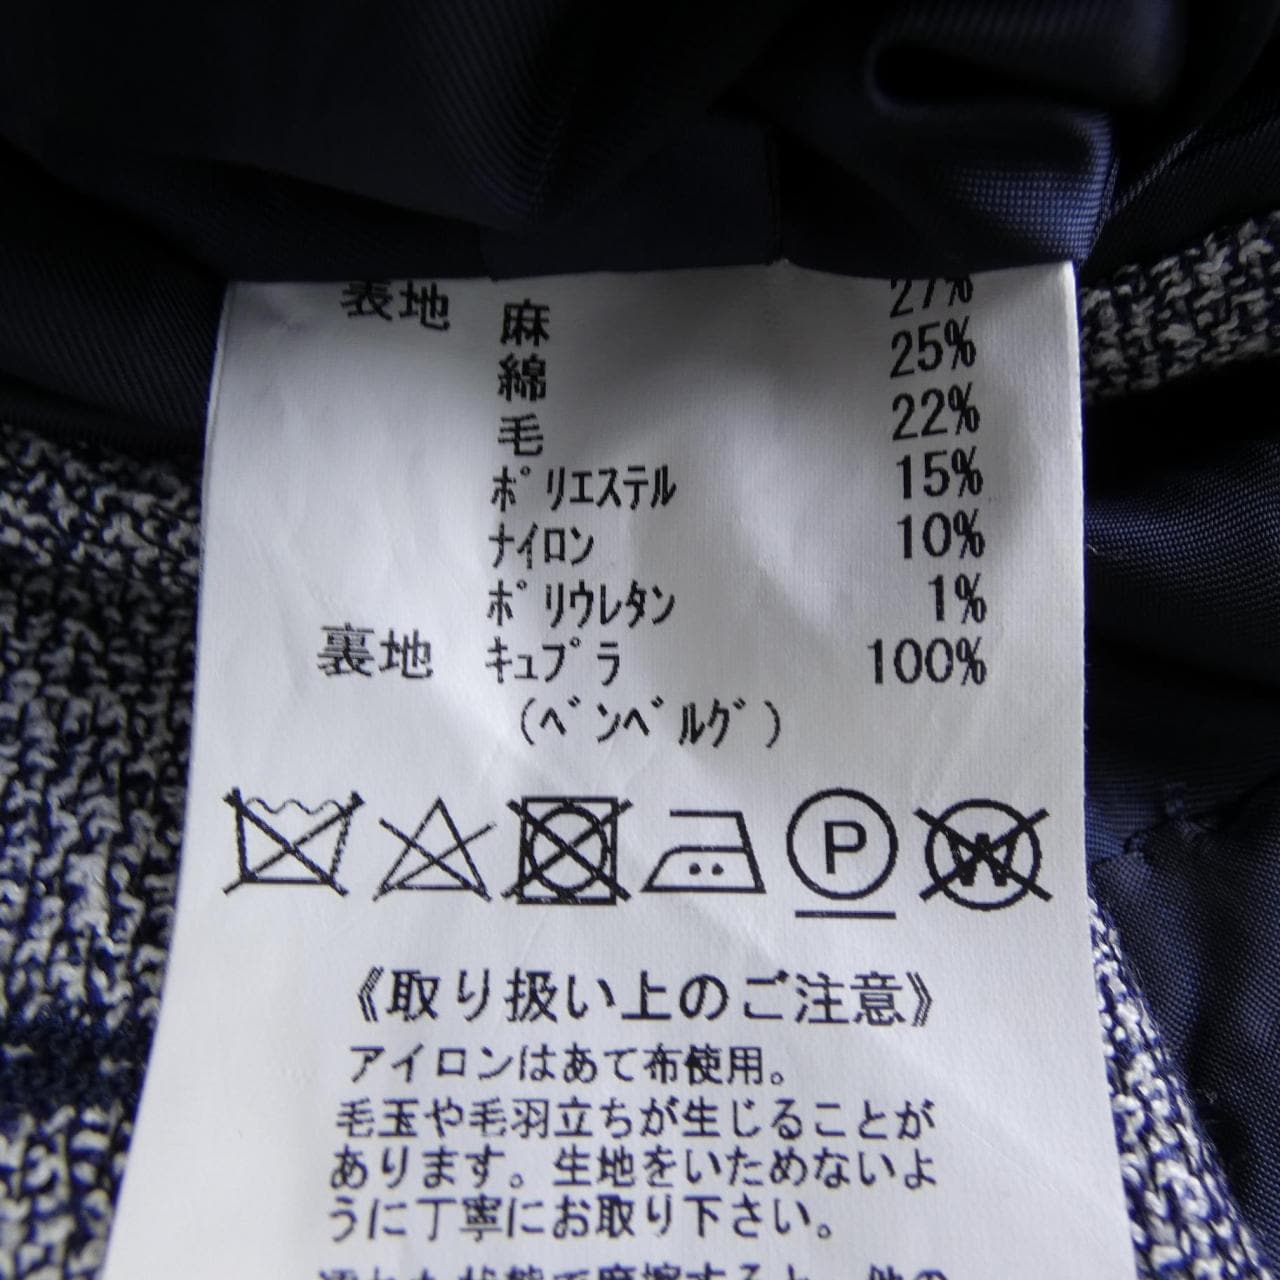 表地 麻 27%
綿 25%
毛 22%
ポリエステル 15%
ナイロン 10%
ポリウレタン 1%
裏地 キュプラ 100%
(ベンベルグ)
P W
《取り扱い上のご注意》
アイロンはあて布使用。
毛玉や毛羽立ちが生じることが
あります。生地をいためないよ
うに丁寧にお取り下さい。